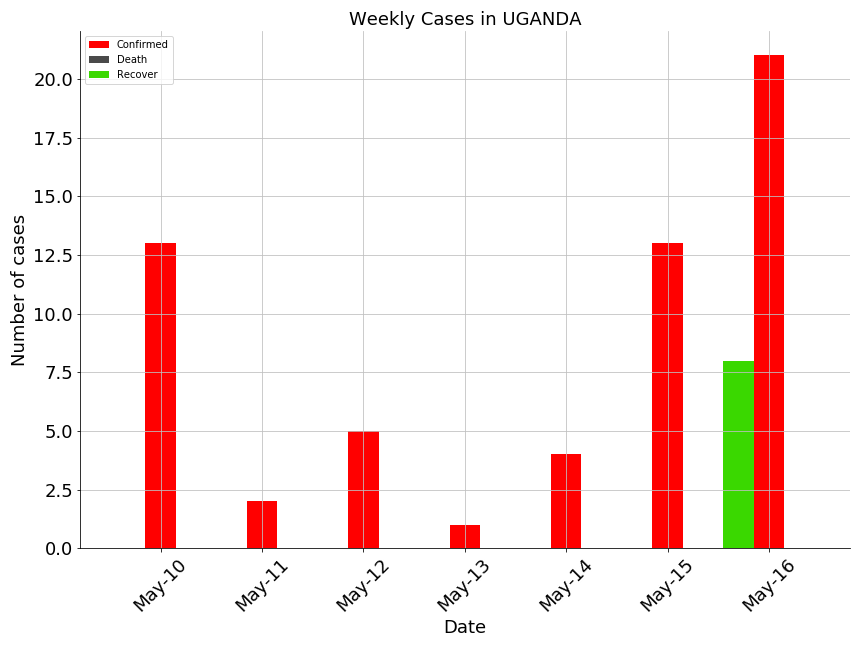 Weekly Cases in UGANDA
Confirmed
Death
Recover
Number of cases
20.0
17.5
15.0
12.5
10.0
7.5
5.0
2.5
0.0
May-10
May-11
May-12
May-13
May-14
May-15
May-16
Date